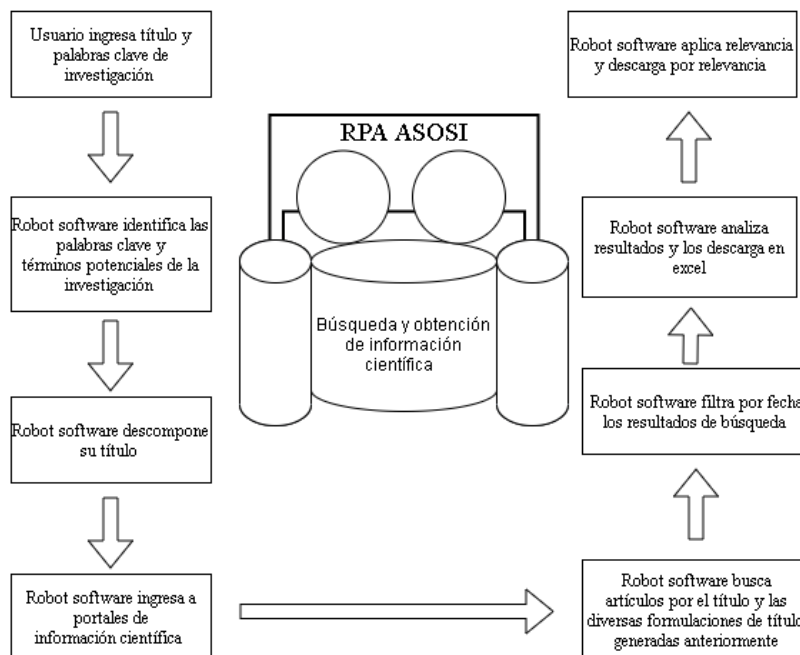 Usuario ingresa título y
palabras clave de
investigación
Robot software identifica las
palabras clave y
términos potenciales de la
investigación
Robot software descompone
su título
Robot software ingresa a
portales de
información científica
RPA ASOSI
Búsqueda y obtención
de información
científica
Robot software busca
artículos por el título y las
diversas formulaciones de título
generadas anteriormente
Robot software filtra por fecha
los resultados de búsqueda
Robot software analiza
resultados y los descarga en
excel
Robot software aplica relevancia
y descarga por relevancia